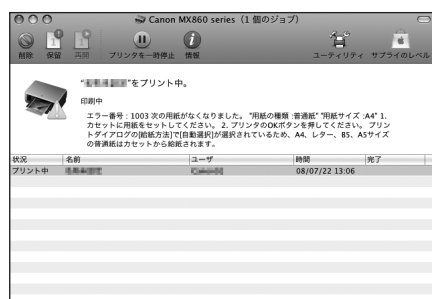 Canon MX860 series（1 個のジョブ）
削除 保留 再開 プリンタを一時停止 情報 ユーティリティ サプライのレベル
"をプリント中。
印刷中
エラー番号：1003 次の用紙がなくなりました。 "用紙の種類 :普通紙" "用紙サイズ :A4" 1.
カセットに用紙をセットしてください。 2. プリンタのOKボタンを押してください。 プリン
トダイアログの[給紙方法]で[自動選択]が選択されているため、A4、レター、B5、A5サイズ
の普通紙はカセットから給紙されます。
状況 名前 ユーザ 時間 完了
プリント中 08/07/22 13:06